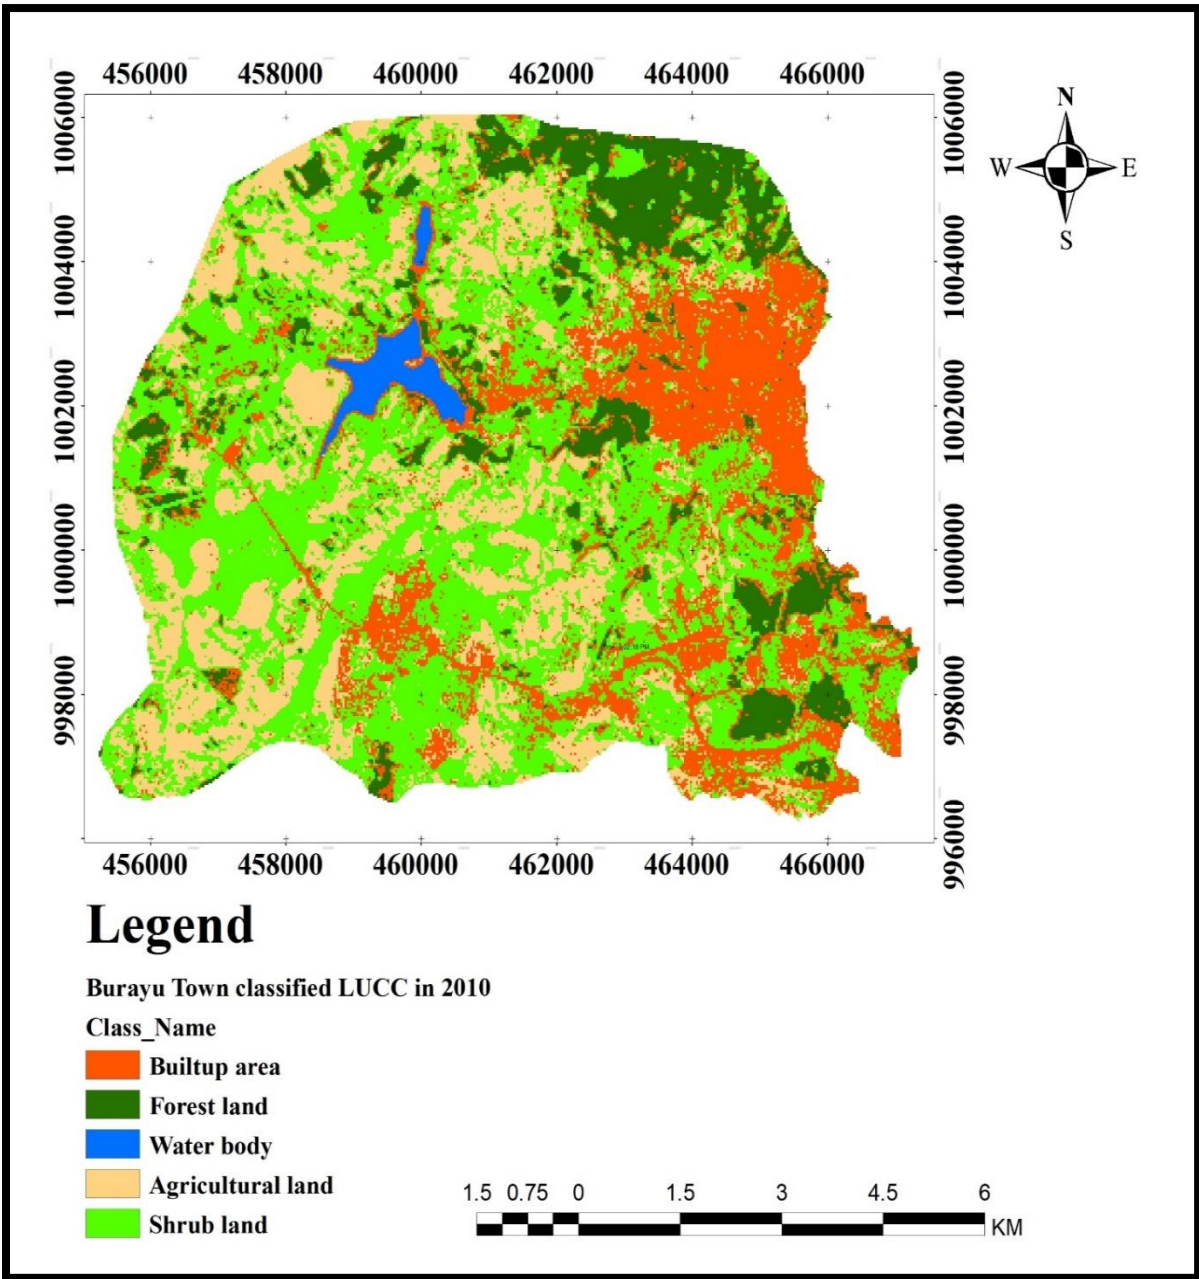 456000 458000 460000 462000 464000 466000
1006000 1006000
1004000 1004000
1002000 1002000
1000000 1000000
998000 998000
996000
456000 458000 460000 462000 464000 466000
N
W E
S
Legend
Burayu Town classified LUCC in 2010
Class_Name
Builtup area
Forest land
Water body
Agricultural land
Shrub land
1.5 0.75 0 1.5 3 4.5 6
KM